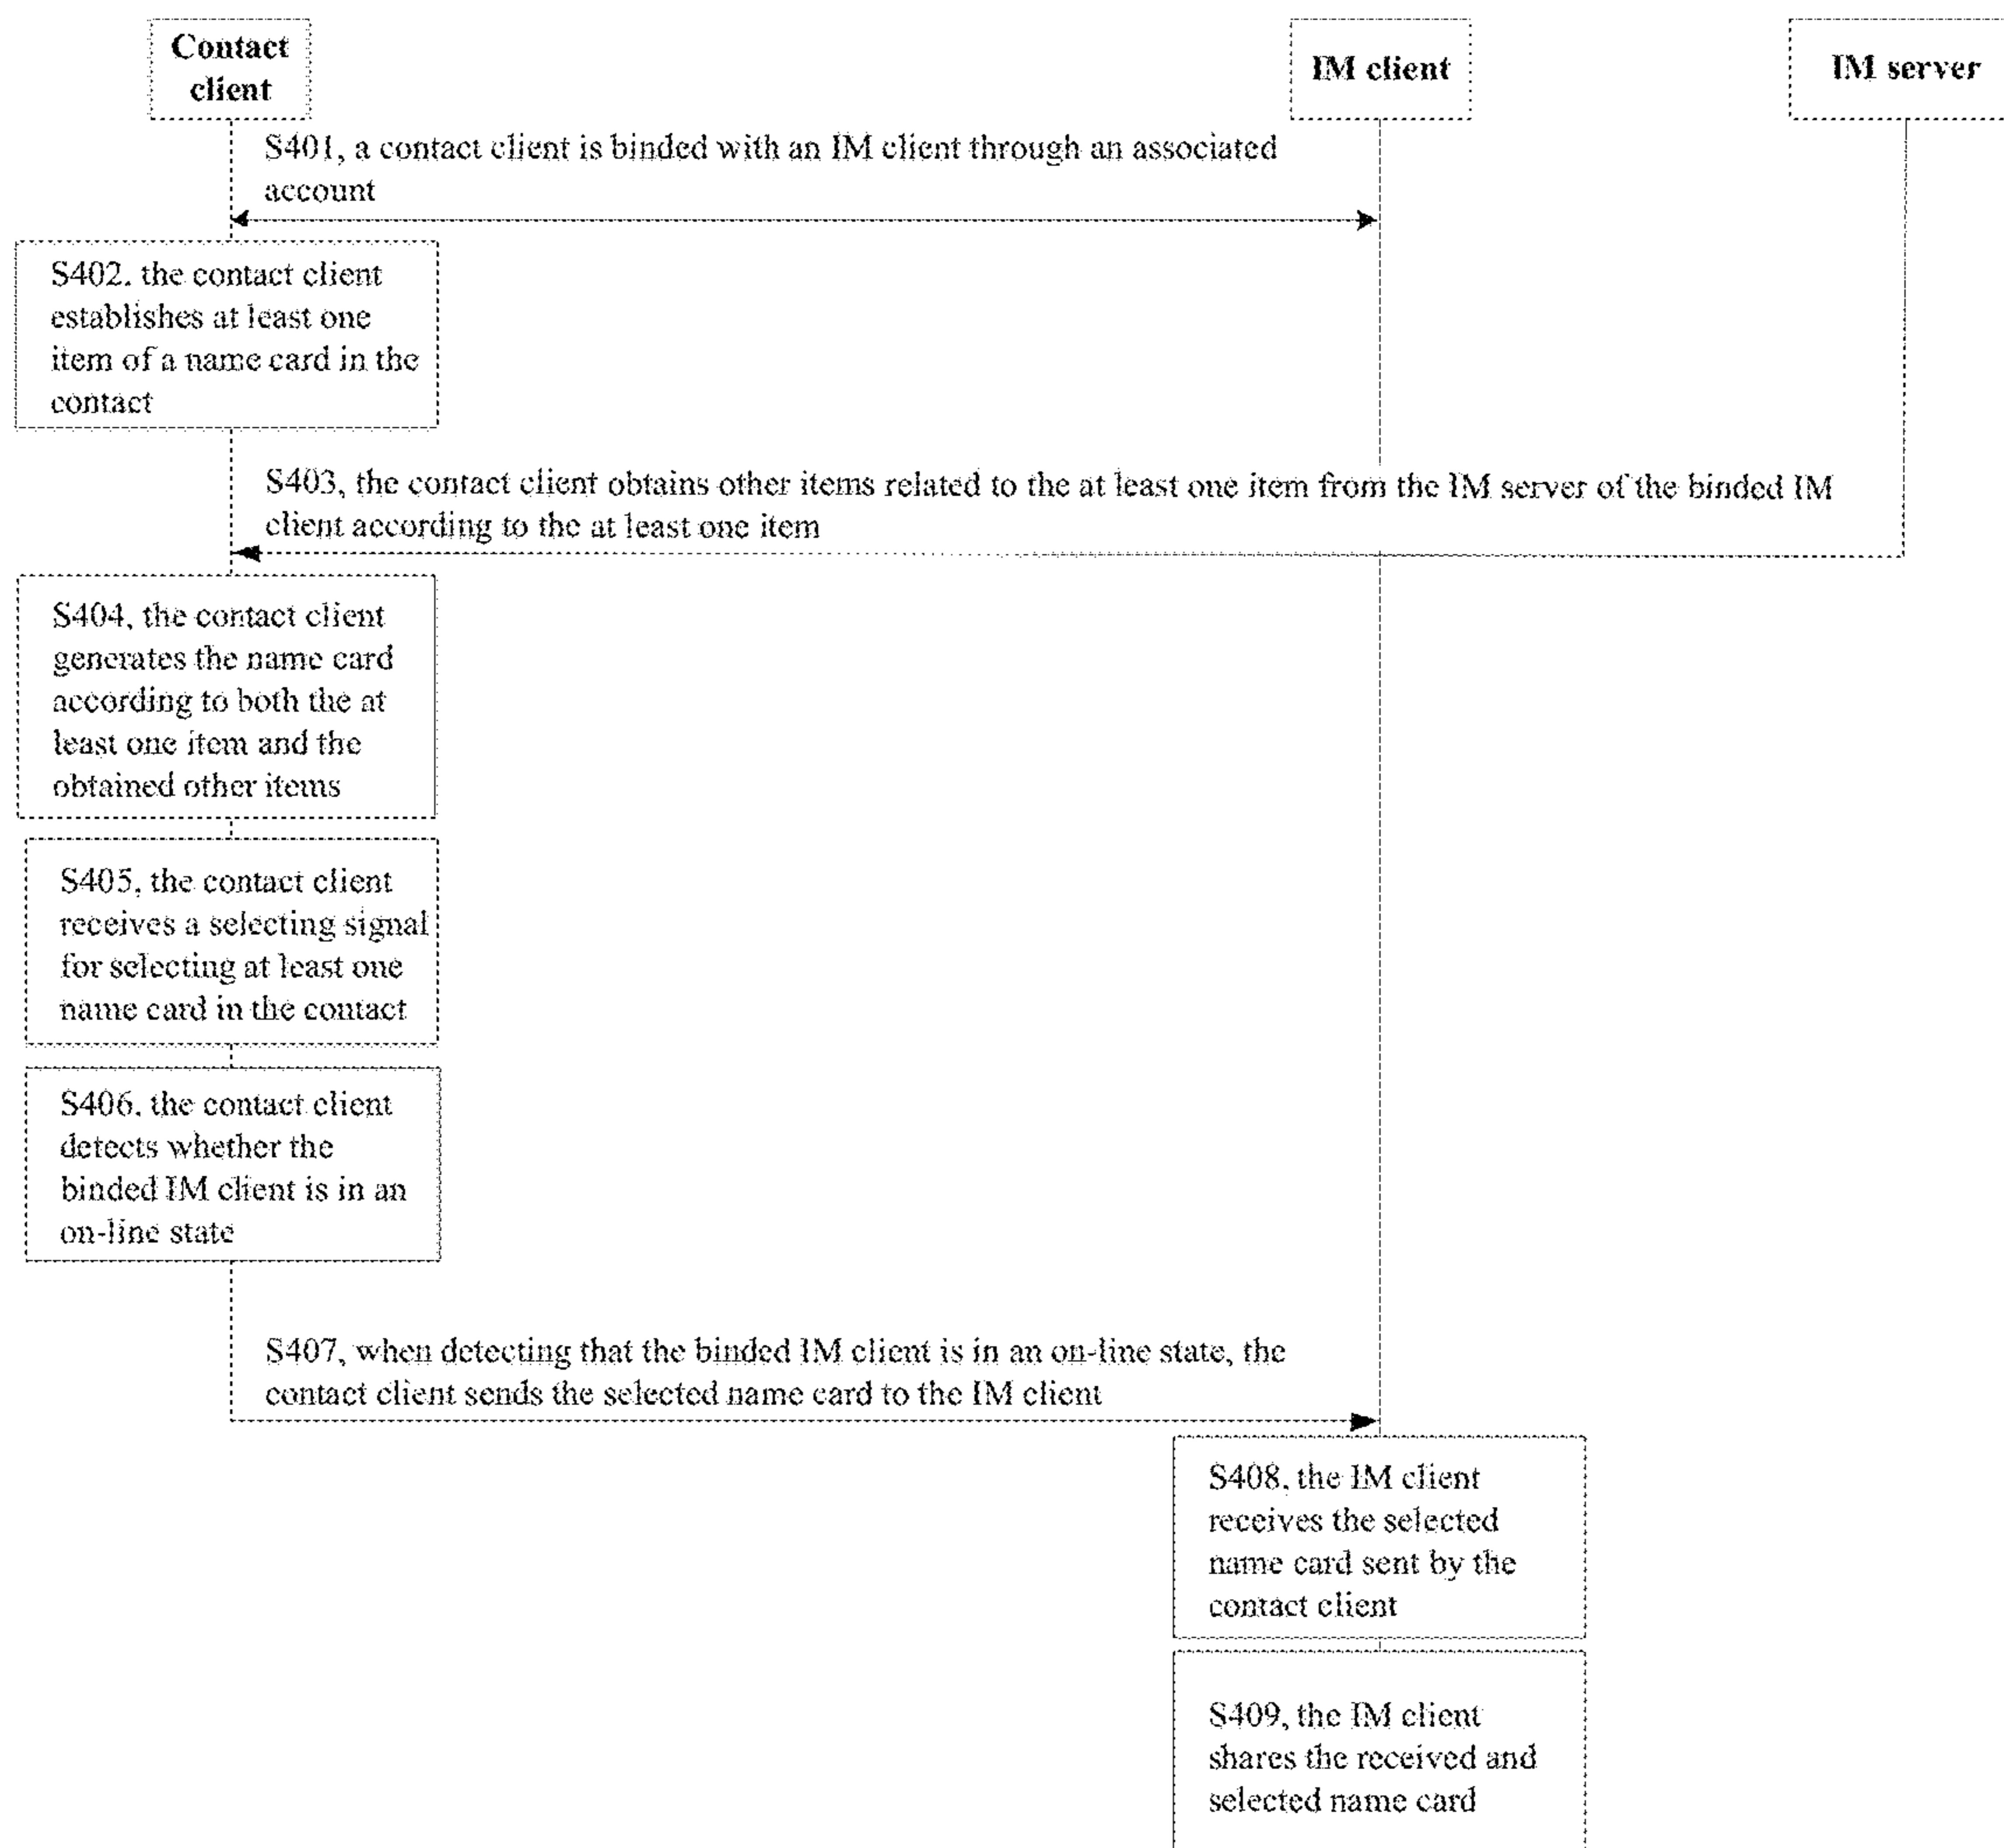 Contact
client
IM client
IM server
S401, a contact client is binded with an IM client through an associated
account
S402, the contact client
establishes at least one
item of a name card in the
contact
S403, the contact client obtains other items related to the at least one item from the IM server of the binded IM
client according to the at least one item
S404, the contact client
generates the name card
according to both the at
least one item and the
obtained other items
S405, the contact client
receives a selecting signal
for selecting at least one
name card in the contact
S406, the contact client
detects whether the
binded IM client is in an
on-line state
S407, when detecting that the binded IM client is in an on-line state, the
contact client sends the selected name card to the IM client
S408, the IM client
receives the selected
name card sent by the
contact client
S409, the IM client
shares the received and
selected name card